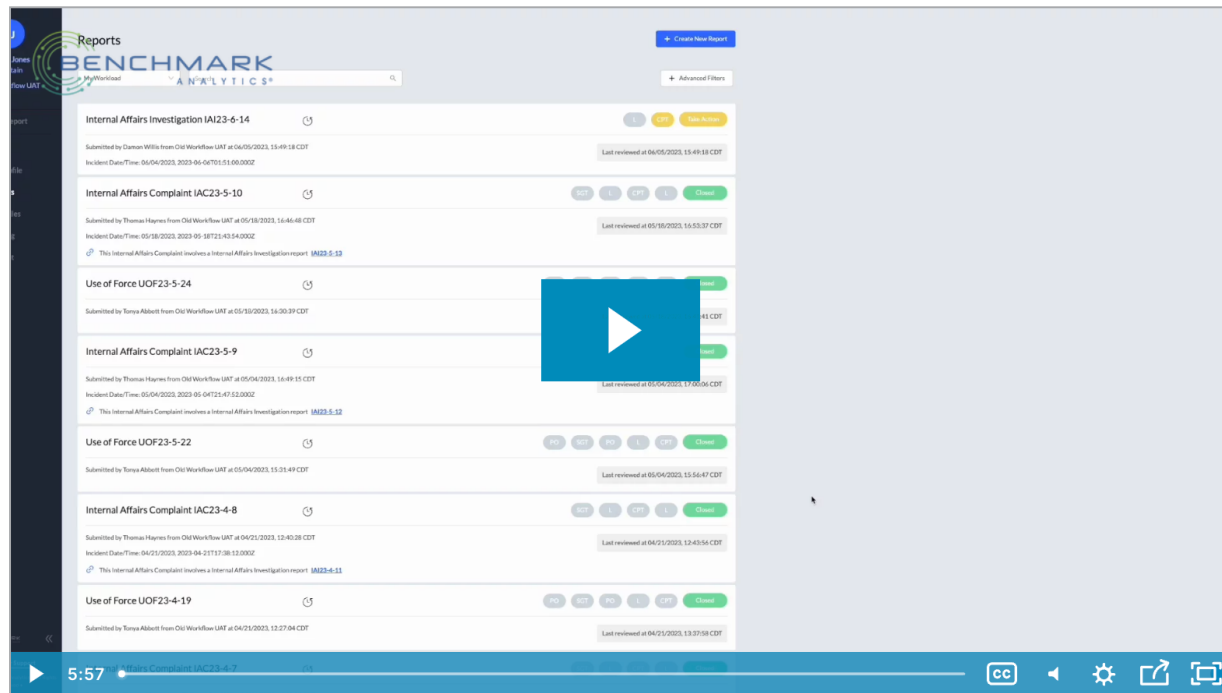 Reports
+ Create New Report
BENCHMARK
ANALYTICS®
Jones
flow UAT
My Workload
+ Advanced Filters
Internal Affairs Investigation IAI23-6-14
L CPT Take Action
Submitted by Damon Willis from Old Workflow UAT at 06/05/2023, 15:49:18 CDT
Last reviewed at 06/05/2023, 15:49:18 CDT
Incident Date/Time: 06/04/2023, 2023-06-06T01:51:00.000Z
Internal Affairs Complaint IAC23-5-10
SGT L CPT L Closed
Submitted by Thomas Haynes from Old Workflow UAT at 05/18/2023, 16:46:48 CDT
Last reviewed at 05/18/2023, 16:53:37 CDT
Incident Date/Time: 05/18/2023, 2023-05-18T21:43:54.000Z
This Internal Affairs Complaint involves a Internal Affairs Investigation report IAI23-5-13
Use of Force UOF23-5-24
Submitted by Tonya Abbott from Old Workflow UAT at 05/18/2023, 16:30:39 CDT
:41 CDT
Internal Affairs Complaint IAC23-5-9
Submitted by Thomas Haynes from Old Workflow UAT at 05/04/2023, 16:49:15 CDT
Last reviewed at 05/04/2023, 17:00:06 CDT
Incident Date/Time: 05/04/2023, 2023-05-04T21:47:52.000Z
This Internal Affairs Complaint involves a Internal Affairs Investigation report IAI23-5-12
Use of Force UOF23-5-22
PO SGT PO L CPT Closed
Submitted by Tonya Abbott from Old Workflow UAT at 05/04/2023, 15:31:49 CDT
Last reviewed at 05/04/2023, 15:56:47 CDT
Internal Affairs Complaint IAC23-4-8
SGT L CPT L Closed
Submitted by Thomas Haynes from Old Workflow UAT at 04/21/2023, 12:40:28 CDT
Last reviewed at 04/21/2023, 12:43:56 CDT
Incident Date/Time: 04/21/2023, 2023-04-21T17:38:12.000Z
This Internal Affairs Complaint involves a Internal Affairs Investigation report IAI23-4-11
Use of Force UOF23-4-19
PO SGT PO L CPT Closed
Submitted by Tonya Abbott from Old Workflow UAT at 04/21/2023, 12:27:04 CDT
Last reviewed at 04/21/2023, 13:37:58 CDT
Affairs Complaint IAC23-4-7
5:57
CC